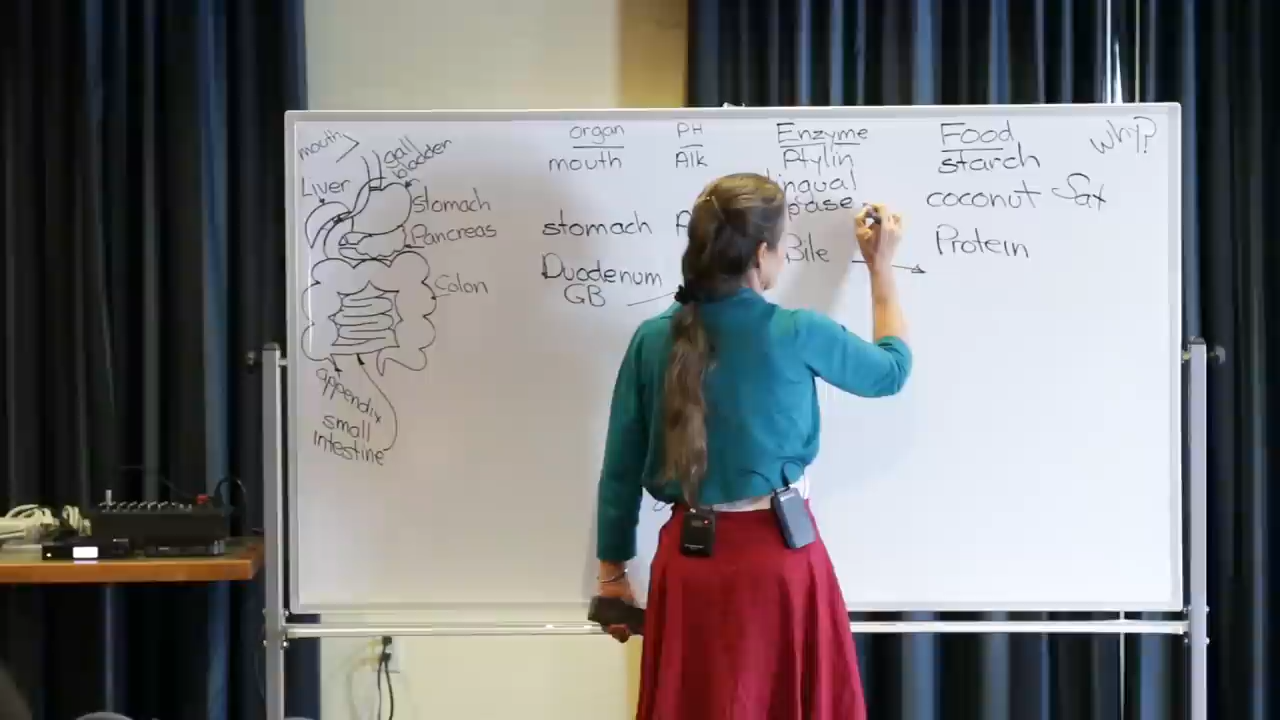 mouth
gall
bladder
Liver
stomach
Pancreas
Colon
appendix
small
intestine
organ PH Enzyme Food Why?
mouth Alk Ptylin starch
lingual
coconut
stomach Protein
Duodenum Bile
GB